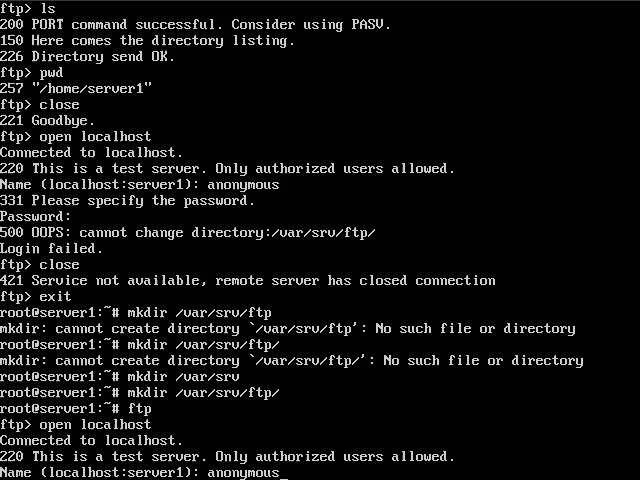 ftp> ls
200 PORT command successful. Consider using PASV.
150 Here comes the directory listing.
226 Directory send OK.
ftp> pwd
257 "/home/server1"
ftp> close
221 Goodbye.
ftp> open localhost
Connected to localhost.
220 This is a test server. Only authorized users allowed.
Name (localhost:server1): anonymous
331 Please specify the password.
Password:
500 OOPS: cannot change directory:/var/srv/ftp/
Login failed.
ftp> close
421 Service not available, remote server has closed connection
ftp> exit
root@server1:~# mkdir /var/srv/ftp
mkdir: cannot create directory `/var/srv/ftp': No such file or directory
root@server1:~# mkdir /var/srv/ftp/
mkdir: cannot create directory `/var/srv/ftp/': No such file or directory
root@server1:~# mkdir /var/srv
root@server1:~# mkdir /var/srv/ftp/
root@server1:~# ftp
ftp> open localhost
Connected to localhost.
220 This is a test server. Only authorized users allowed.
Name (localhost:server1): anonymous_